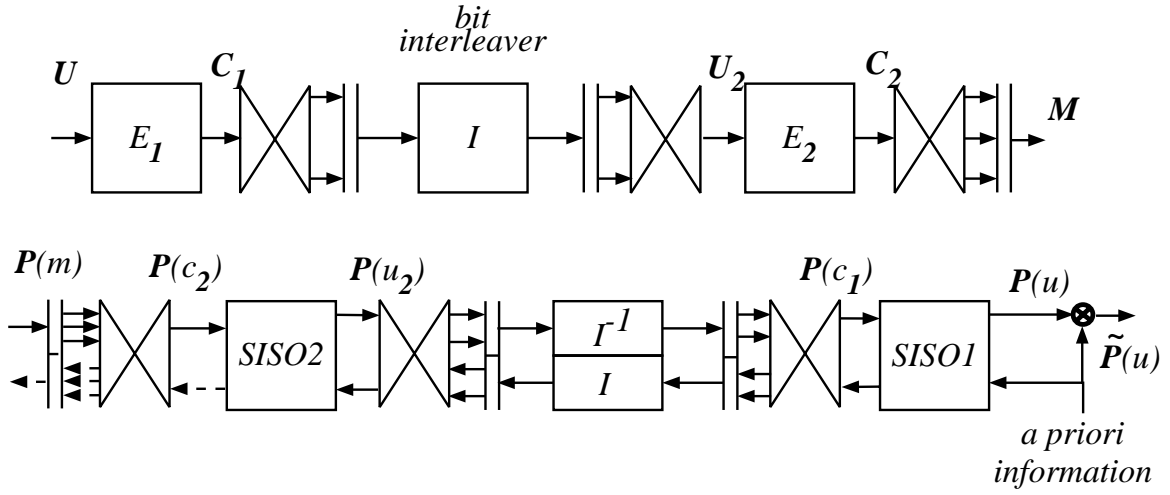 bit
interleaver
U
C1
U2
C2
M
E1
I
E2
P(m)
P(c2)
P(u2)
P(c1)
P(u)
SISO2
I-1
I
SISO1
P̃(u)
a priori
information